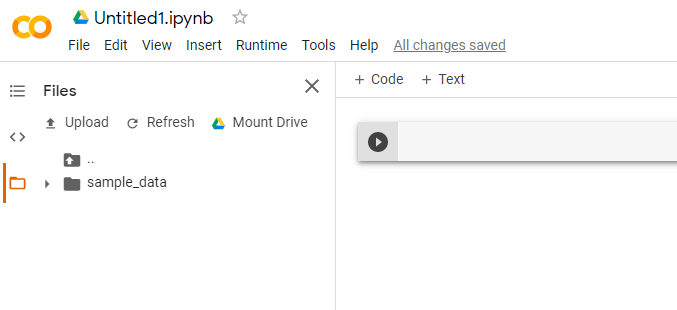 Untitled1.ipynb
File Edit View Insert Runtime Tools Help All changes saved
Files
+ Code + Text
Upload Refresh Mount Drive
..
sample_data